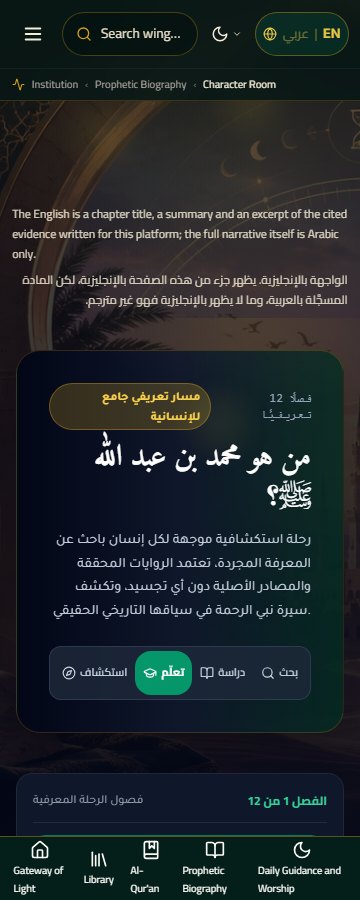 Search wing...
عربي | EN
Institution ‹ Prophetic Biography ‹ Character Room
The English is a chapter title, a summary and an excerpt of the cited
evidence written for this platform; the full narrative itself is Arabic
only.
الواجهة بالإنجليزية. يظهر جزء من هذه الصفحة بالإنجليزية، لكن المادة
المسجَّلة بالعربية، وما لا يظهر بالإنجليزية فهو غير مترجم.
مسار تعريفي جامع
للإنسانية
12 فصلًا
تعريفيًّا
من هو محمد بن عبد الله
ﷺ؟
رحلة استكشافية موجهة لكل إنسان باحث عن
المعرفة المجردة، تعتمد الروايات المحققة
والمصادر الأصلية دون أي تجسيد، وتكشف
سيرة نبي الرحمة في سياقها التاريخي الحقيقي.
بحث
دراسة
تعلّم
استكشاف
الفصل 1 من 12
فصول الرحلة المعرفية
Gateway of
Light
Library
Al-
Qur'an
Prophetic
Biography
Daily Guidance and
Worship